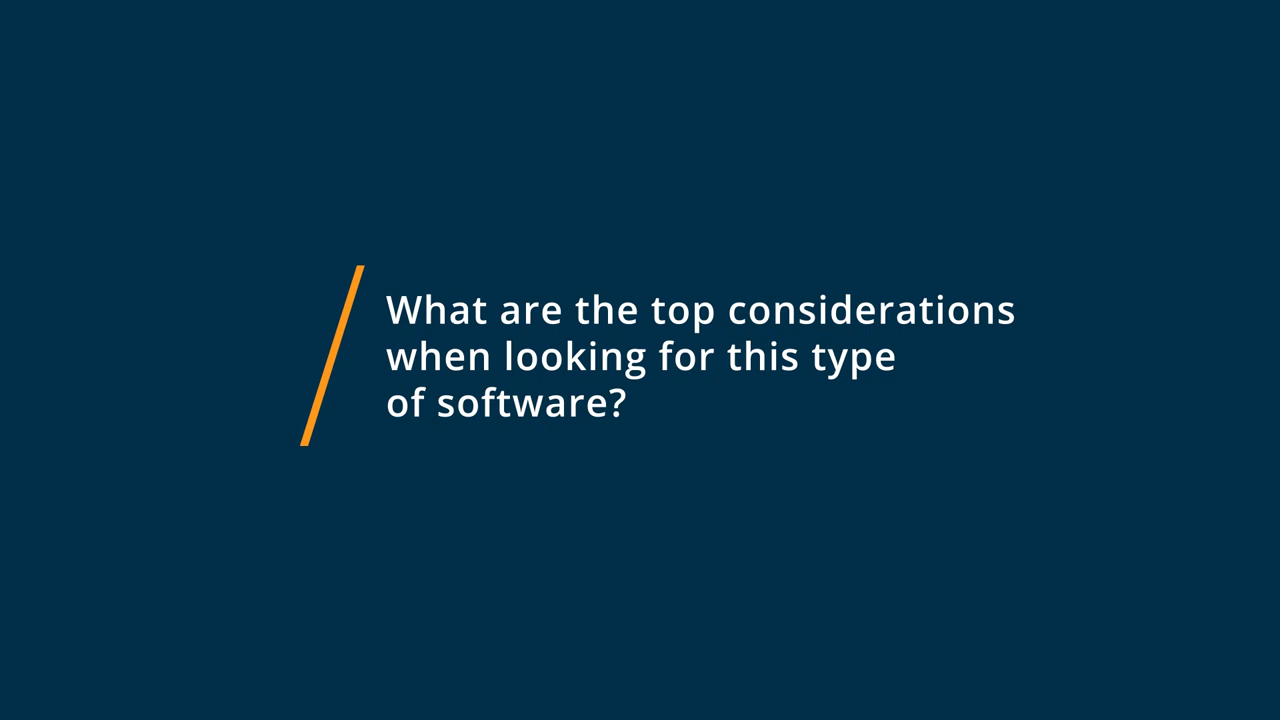 What are the top considerations
when looking for this type
of software?